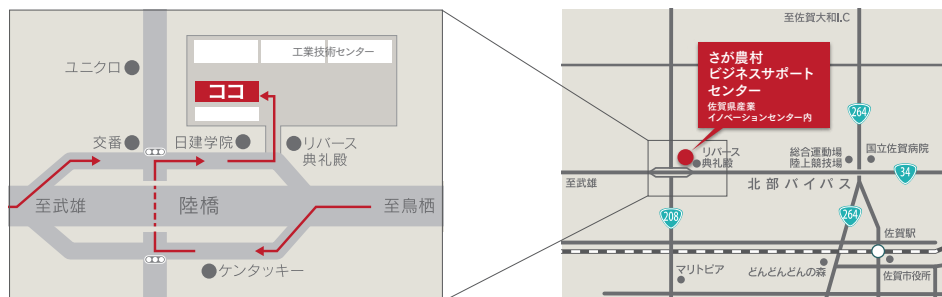 工業技術センター
ユニクロ
ココ
交番
日建学院
リバース
典礼殿
至武雄
陸橋
至鳥栖
ケンタッキー
至佐賀大和I.C
さが農村
ビジネスサポート
センター
佐賀県産業
イノベーションセンター内
264
リバース
典礼殿
総合運動場
陸上競技場
国立佐賀病院
34
至武雄
北部バイパス
208
264
佐賀駅
マリトピア
どんどんどんの森
佐賀市役所